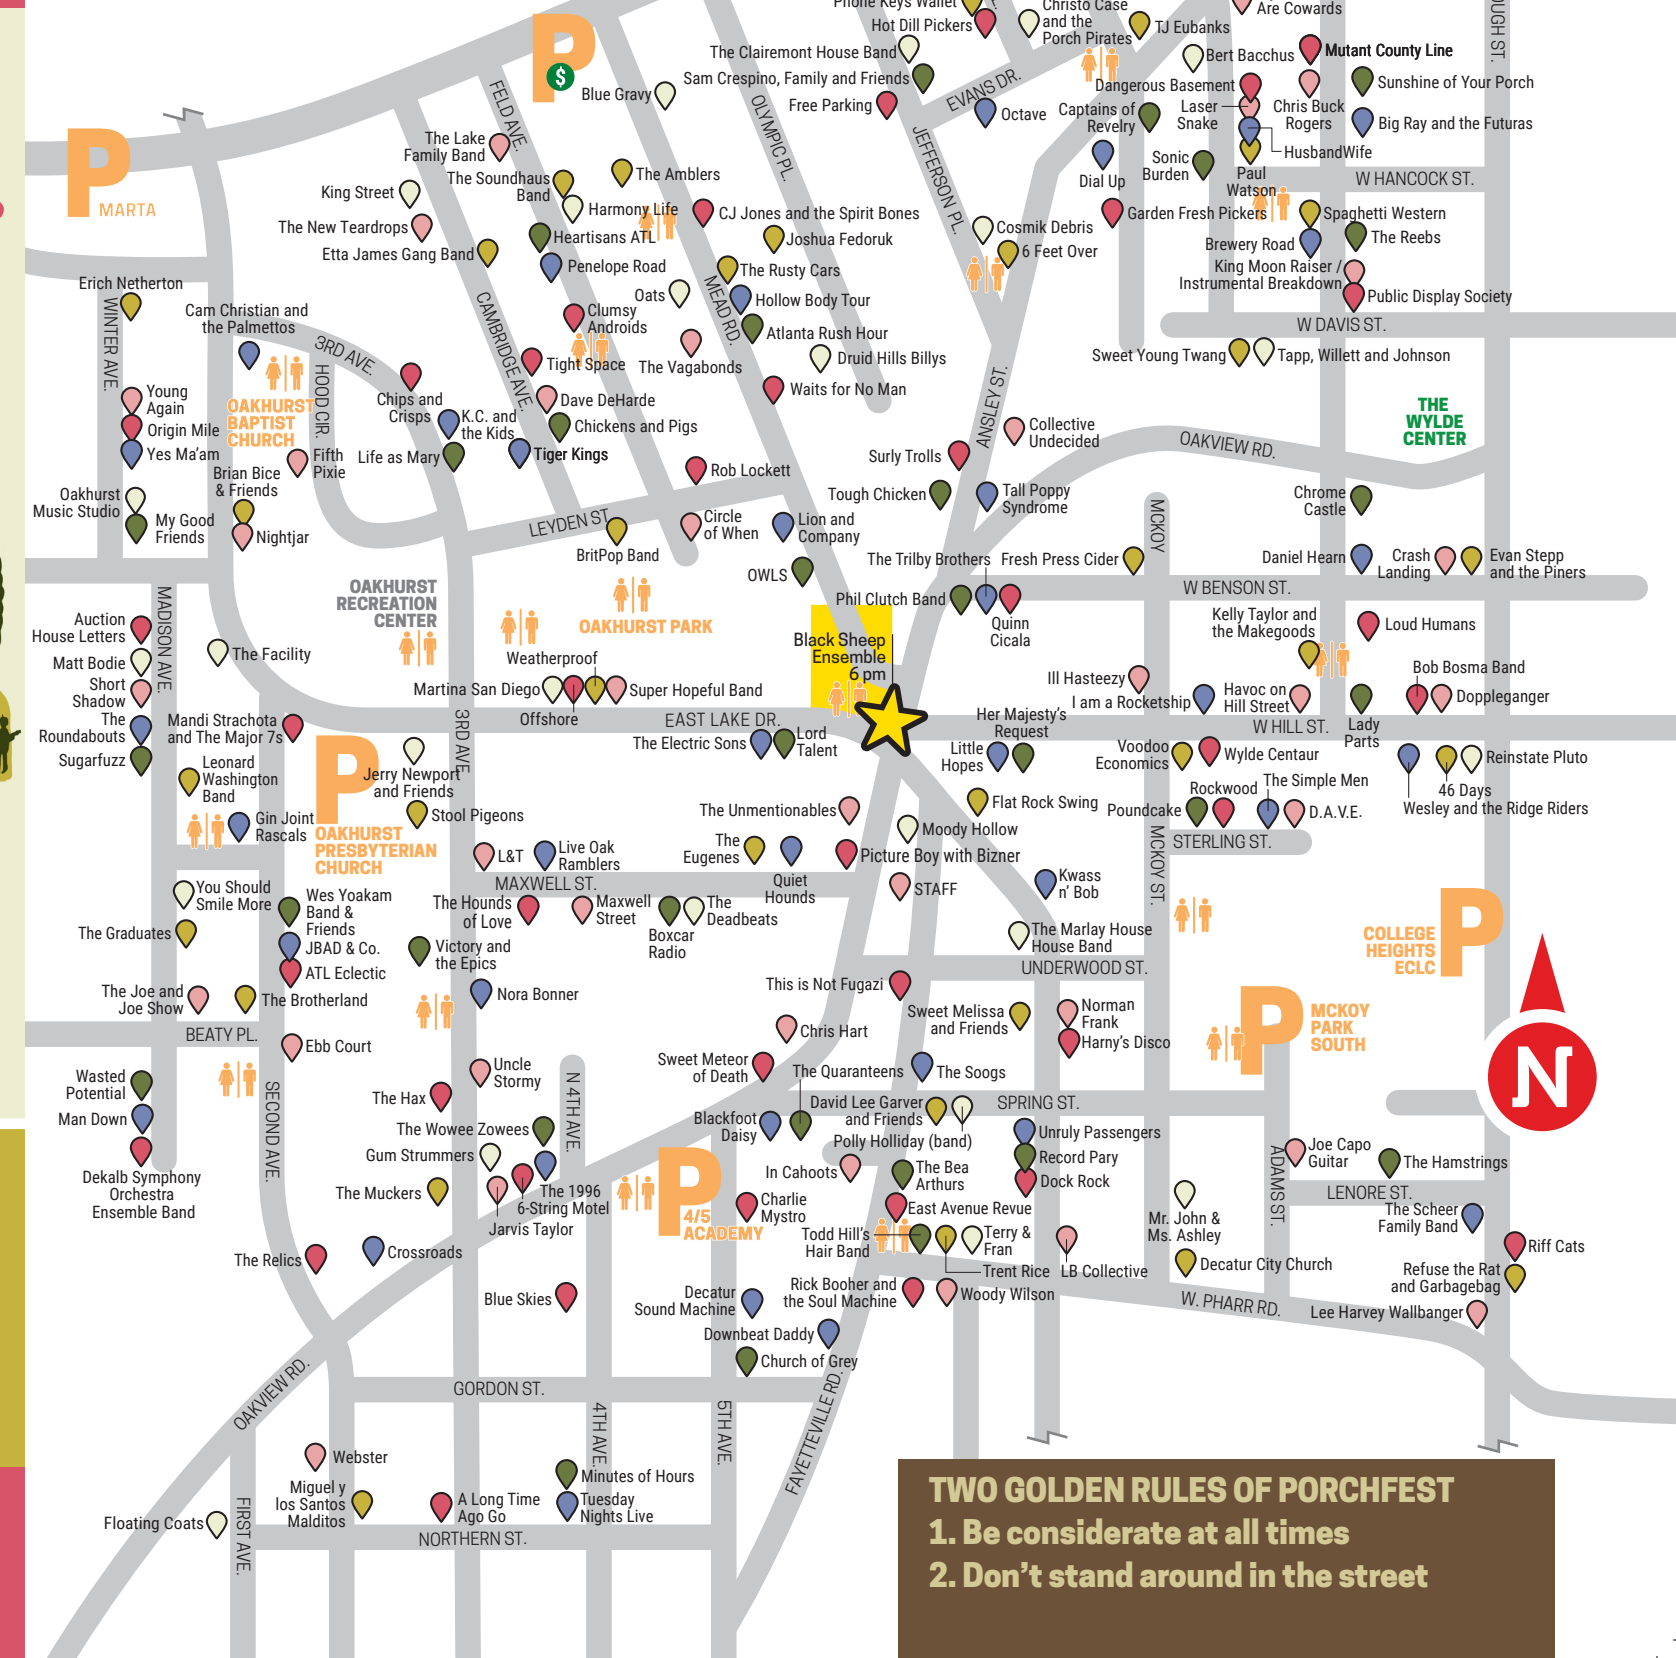 Phone Keys Wallet
Hot Dill Pickers
Christo Case
and the
Porch Pirates
TJ Eubanks
Are Cowards
OUGH ST.
The Clairemont House Band
Sam Crespino, Family and Friends
Free Parking
EVANS DR.
Octave
Bert Bacchus
Mutant County Line
Dangerous Basement
Sunshine of Your Porch
Captains of
Revelry
Laser
Snake
Chris Buck
Rogers
Big Ray and the Futuras
HusbandWife
Sonic
Burden
Paul
Watson
W HANCOCK ST.
Dial Up
Garden Fresh Pickers
Spaghetti Western
Brewery Road
The Reebs
King Moon Raiser /
Instrumental Breakdown
Public Display Society
W DAVIS ST.
Sweet Young Twang
Tapp, Willett and Johnson
P
$
Blue Gravy
P
MARTA
FELD AVE.
OLYMPIC PL.
JEFFERSON PL.
The Lake
Family Band
The Soundhaus
Band
The Amblers
King Street
Harmony Life
CJ Jones and the Spirit Bones
The New Teardrops
Heartisans ATL
Joshua Fedoruk
Cosmik Debris
6 Feet Over
Etta James Gang Band
Penelope Road
The Rusty Cars
Erich Netherton
WINTER AVE.
Cam Christian and
the Palmettos
CAMBRIDGE AVE.
MEAD RD.
Oats
Hollow Body Tour
Clumsy
Androids
Atlanta Rush Hour
3RD AVE.
Tight Space
The Vagabonds
Druid Hills Billys
Waits for No Man
HOOD CIR.
Young
Again
Origin Mile
Yes Ma'am
OAKHURST
BAPTIST
CHURCH
Chips and
Crisps
K.C. and
the Kids
Dave DeHarde
Chickens and Pigs
Life as Mary
Tiger Kings
Fifth
Pixie
Brian Bice
& Friends
Rob Lockett
ANSLEY ST.
Collective
Undecided
Surly Trolls
OAKVIEW RD.
THE
WYLDE
CENTER
Oakhurst
Music Studio
My Good
Friends
Nightjar
LEYDEN ST.
BritPop Band
Circle
of When
Lion and
Company
Tough Chicken
Tall Poppy
Syndrome
MCKOY
Chrome
Castle
OWLS
The Trilby Brothers
Fresh Press Cider
Daniel Hearn
Crash
Landing
Evan Stepp
and the Piners
W BENSON ST.
OAKHURST
RECREATION
CENTER
OAKHURST PARK
Phil Clutch Band
Quinn
Cicala
Kelly Taylor and
the Makegoods
Loud Humans
MADISON AVE.
Auction
House Letters
Matt Bodie
The Facility
Short
Shadow
The
Roundabouts
Sugarfuzz
Mandi Strachota
and The Major 7s
Weatherproof
Martina San Diego
Super Hopeful Band
Offshore
Black Sheep
Ensemble
6 pm
EAST LAKE DR.
The Electric Sons
Lord
Talent
Ill Hasteezy
I am a Rocketship
Havoc on
Hill Street
Bob Bosma Band
Doppleganger
W HILL ST.
Lady
Parts
Her Majesty's
Request
Little
Hopes
Voodoo
Economics
Wylde Centaur
Reinstate Pluto
46 Days
Wesley and the Ridge Riders
3RD AVE.
Leonard
Washington
Band
Gin Joint
Rascals
P
OAKHURST
PRESBYTERIAN
CHURCH
Jerry Newport
and Friends
Stool Pigeons
The Unmentionables
Flat Rock Swing
Rockwood
The Simple Men
Poundcake
D.A.V.E.
STERLING ST.
L&T
Live Oak
Ramblers
The
Eugenes
Quiet
Hounds
Moody Hollow
Picture Boy with Bizner
MAXWELL ST.
STAFF
Kwass
n' Bob
MCKOY ST.
You Should
Smile More
Wes Yoakam
Band &
Friends
The Graduates
JBAD & Co.
ATL Eclectic
The Hounds
of Love
Maxwell
Street
Boxcar
Radio
The
Deadbeats
Victory and
the Epics
The Marlay House
House Band
UNDERWOOD ST.
P
COLLEGE
HEIGHTS
ECLC
The Joe and
Joe Show
The Brotherland
Nora Bonner
This is Not Fugazi
BEATY PL.
Ebb Court
Chris Hart
Sweet Melissa
and Friends
Norman
Frank
Harny's Disco
P
MCKOY
PARK
SOUTH
N
Wasted
Potential
Man Down
SECOND AVE.
Uncle
Stormy
The Hax
N 4TH AVE.
Sweet Meteor
of Death
The Quaranteens
The Soogs
David Lee Garver
and Friends
SPRING ST.
Blackfoot
Daisy
Polly Holliday (band)
Unruly Passengers
Record Pary
Dock Rock
Dekalb Symphony
Orchestra
Ensemble Band
The Wowee Zowees
Gum Strummers
The Muckers
The 1996
6-String Motel
Jarvis Taylor
P
4/5
ACADEMY
In Cahoots
The Bea
Arthurs
Charlie
Mystro
East Avenue Revue
ADAMS ST.
Joe Capo
Guitar
The Hamstrings
LENORE ST.
Mr. John &
Ms. Ashley
The Scheer
Family Band
Todd Hill's
Hair Band
Terry &
Fran
Trent Rice
LB Collective
Decatur City Church
Riff Cats
Refuse the Rat
and Garbagebag
The Relics
Crossroads
Blue Skies
Decatur
Sound Machine
Rick Booher and
the Soul Machine
Woody Wilson
W. PHARR RD.
Lee Harvey Wallbanger
Downbeat Daddy
Church of Grey
OAKVIEW RD.
GORDON ST.
4TH AVE.
5TH AVE.
FAYETTEVILLE RD.
Webster
Miguel y
los Santos
Malditos
A Long Time
Ago Go
Minutes of Hours
Tuesday
Nights Live
Floating Coats
FIRST AVE.
NORTHERN ST.
TWO GOLDEN RULES OF PORCHFEST
1. Be considerate at all times
2. Don't stand around in the street